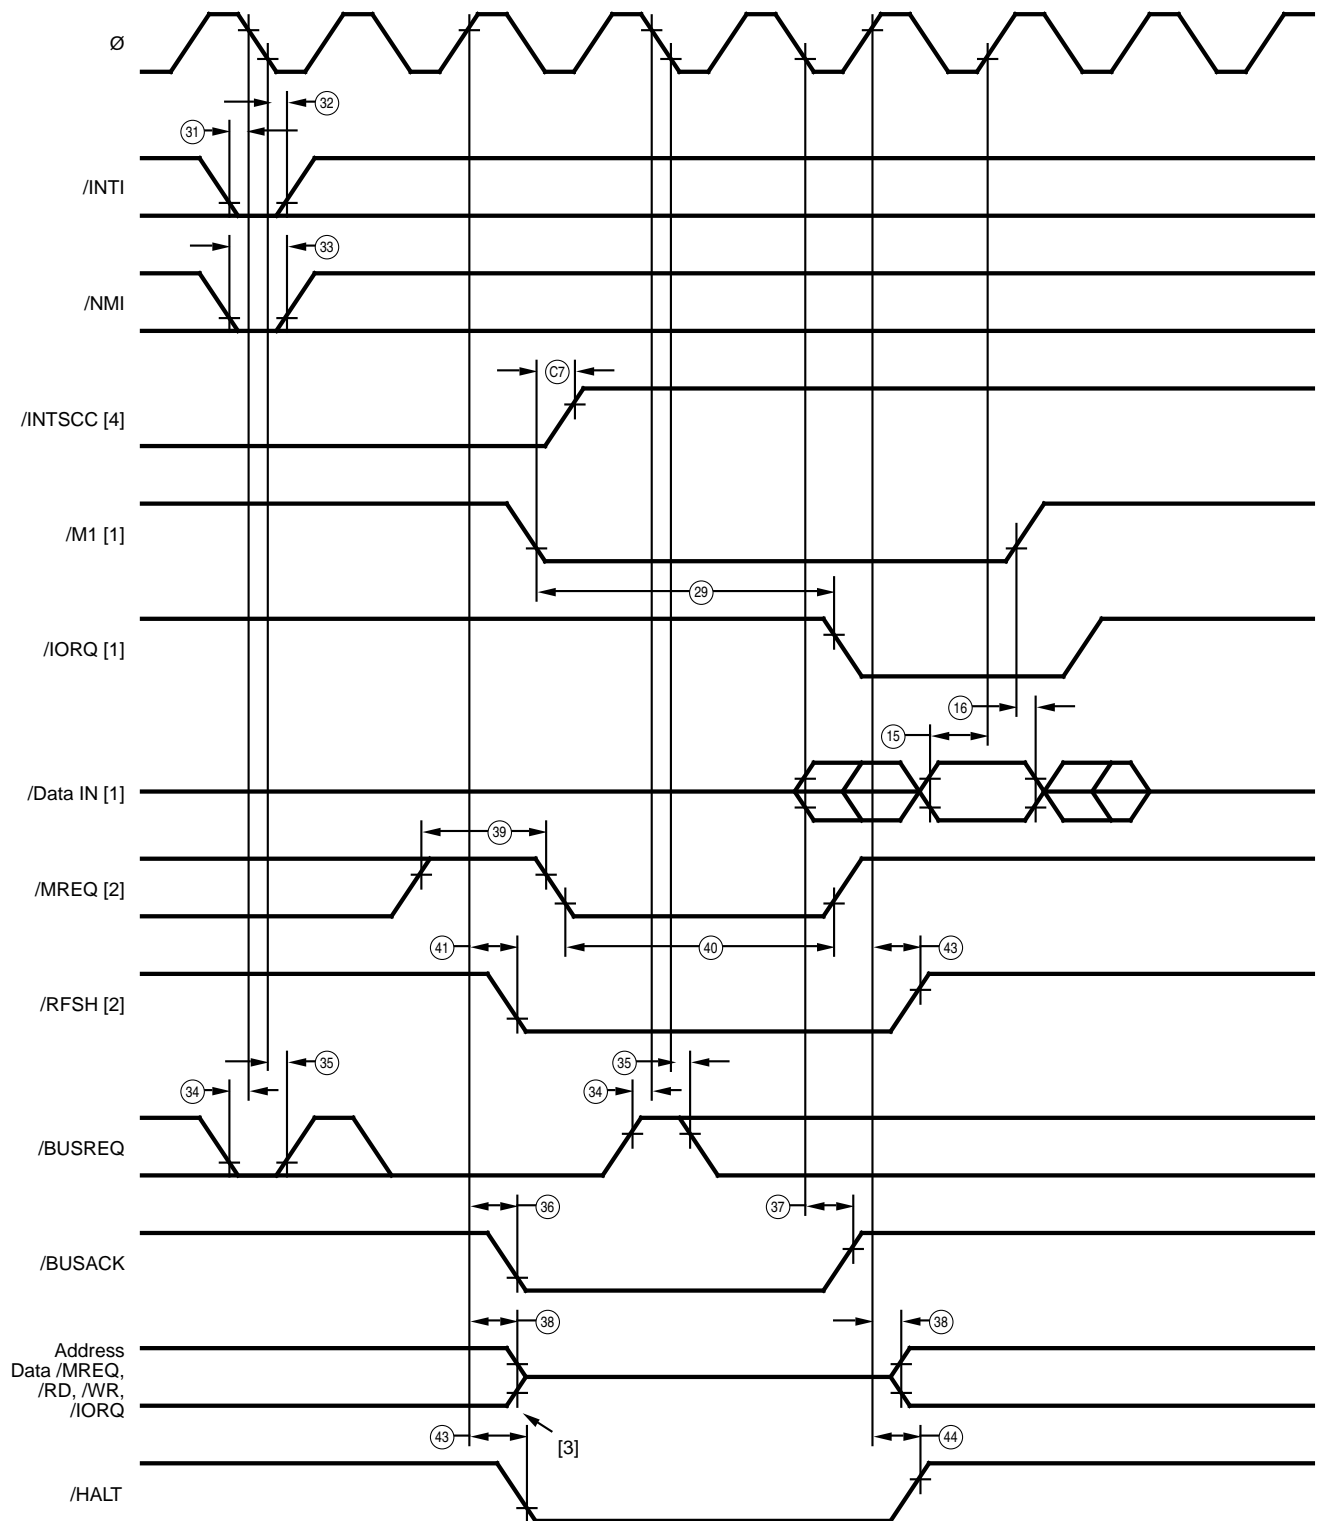 Ø
32
31
/INTI
33
/NMI
C7
/INTSCC [4]
/M1 [1]
29
/IORQ [1]
16
15
/Data IN [1]
39
/MREQ [2]
41
40
43
/RFSH [2]
35
35
34
34
/BUSREQ
36
37
/BUSACK
38
38
Address
Data /MREQ,
/RD, /WR,
/IORQ
[3]
43
44
/HALT